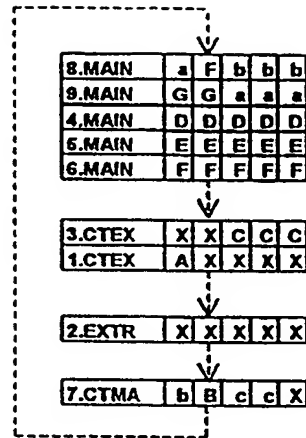 8.MAIN a F b b b
9.MAIN G G a a a
4.MAIN D D D D D
5.MAIN E E E E E
6.MAIN F F F F F
3.CTEX X X C C C
1.CTEX A X X X X
2.EXTR X X X X X
7.CTMA b B c c X